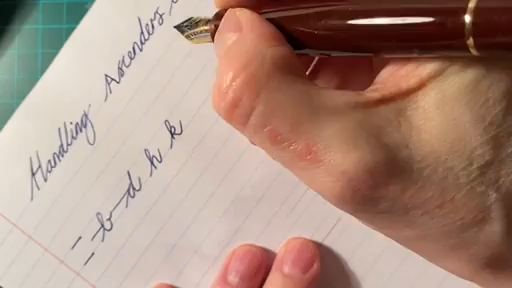 Handling Ascenders
= b d h k